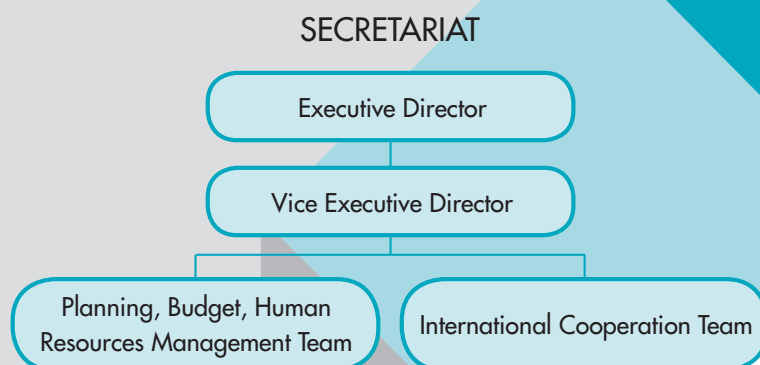 SECRETARIAT
Executive Director
Vice Executive Director
Planning, Budget, Human
Resources Management Team
International Cooperation Team